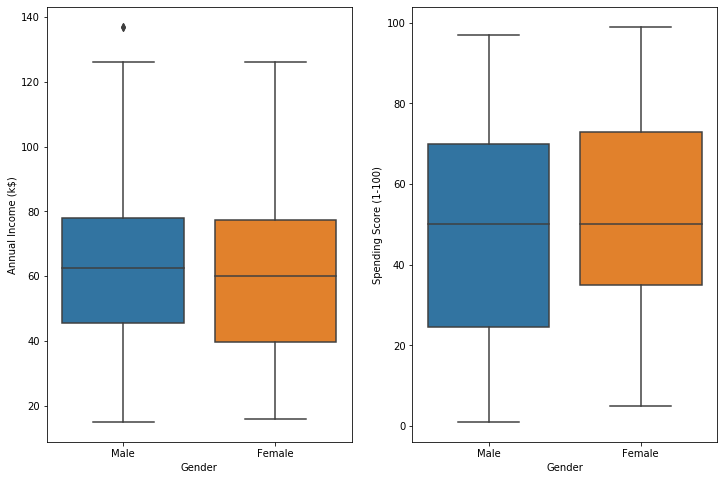 140
120
100
80
60
40
20
Annual Income (k$)
Male
Female
Gender
100
80
60
40
20
0
Spending Score (1-100)
Male
Female
Gender